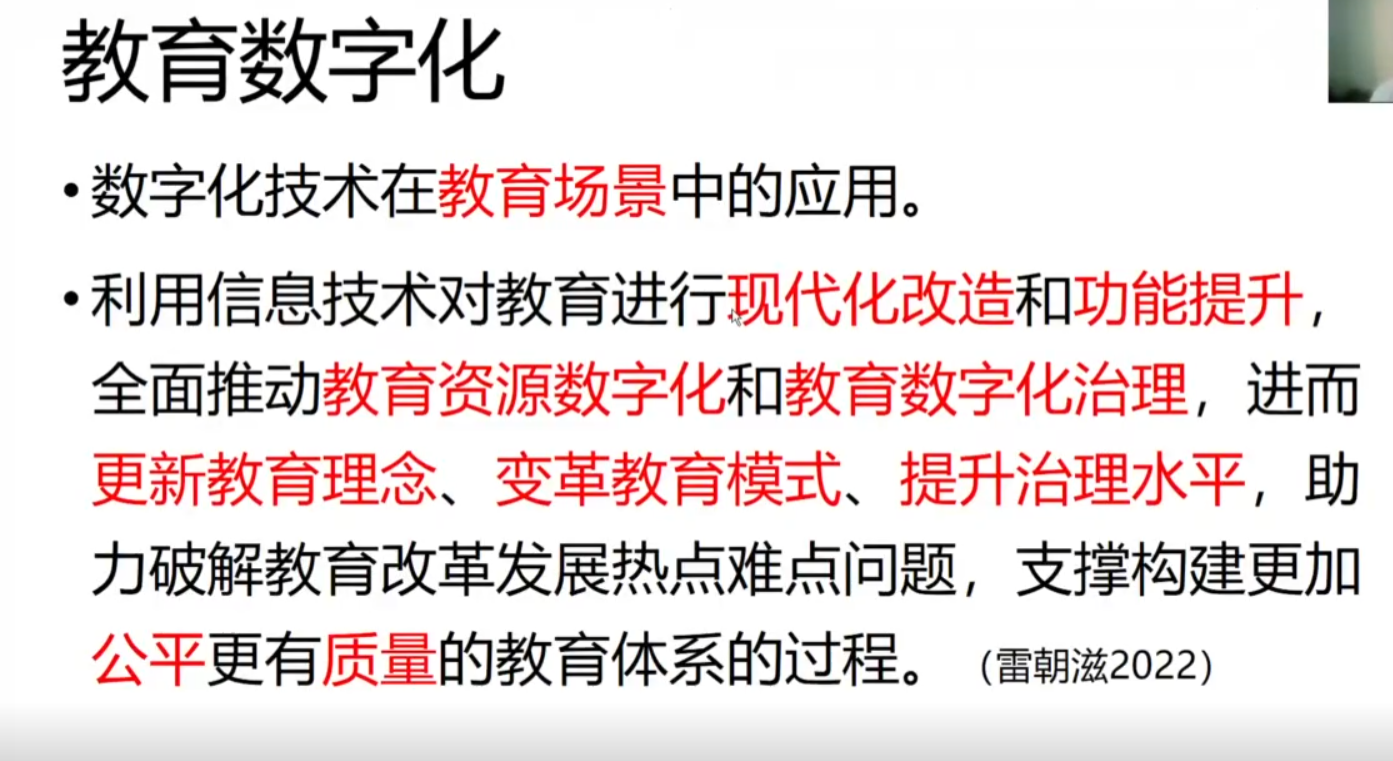 教育数字化
•数字化技术在教育场景中的应用。
•利用信息技术对教育进行现代化改造和功能提升，
全面推动教育资源数字化和教育数字化治理，进而
更新教育理念、变革教育模式、提升治理水平，助
力破解教育改革发展热点难点问题，支撑构建更加
公平更有质量的教育体系的过程。（雷朝滋2022）